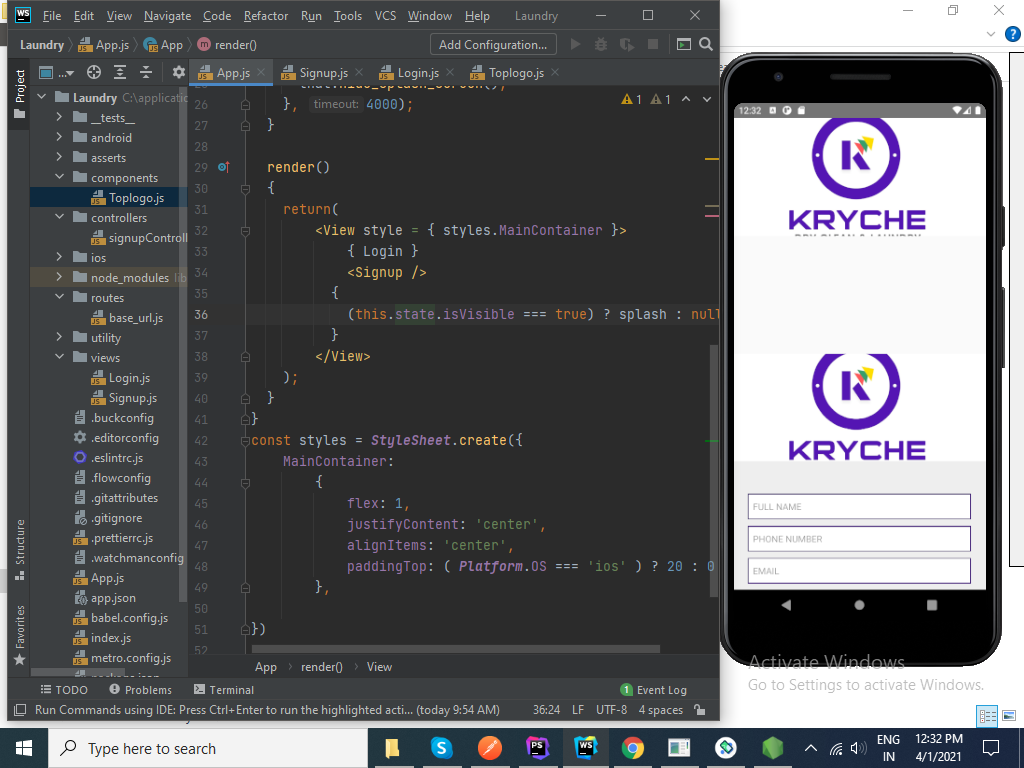 File Edit View Navigate Code Refactor Run Tools VCS Window Help Laundry
Laundry App.js App render() Add Configuration...
Project
App.js Signup.js Login.js Toplogo.js
Laundry C:\applicatic
__tests__
android
asserts
components
Toplogo.js
controllers
signupControll
ios
node_modules lib
routes
base_url.js
utility
views
Login.js
Signup.js
.buckconfig
.editorconfig
.eslintrc.js
.flowconfig
.gitattributes
.gitignore
.prettierrc.js
.watchmanconfig
App.js
app.json
babel.config.js
index.js
metro.config.js
Structure
Favorites
1 1
26 }, timeout: 4000);
27 }
28
29 render()
30 {
31 return(
32 <View style = { styles.MainContainer }>
33 { Login }
34 <Signup />
35 {
36 (this.state.isVisible === true) ? splash : null
37 }
38 </View>
39 );
40 }
41 }
42 const styles = StyleSheet.create({
43 MainContainer:
44 {
45 flex: 1,
46 justifyContent: 'center',
47 alignItems: 'center',
48 paddingTop: ( Platform.OS === 'ios' ) ? 20 : 0
49 },
50
51 })
52
App render() View
TODO Problems Terminal 1 Event Log
Run Commands using IDE: Press Ctrl+Enter to run the highlighted acti... (today 9:54 AM) 36:24 LF UTF-8 4 spaces
12:32
KRYCHE
KRYCHE
FULL NAME
PHONE NUMBER
EMAIL
Activate Windows
Go to Settings to activate Windows.
Type here to search
ENG
IN
12:32 PM
4/1/2021